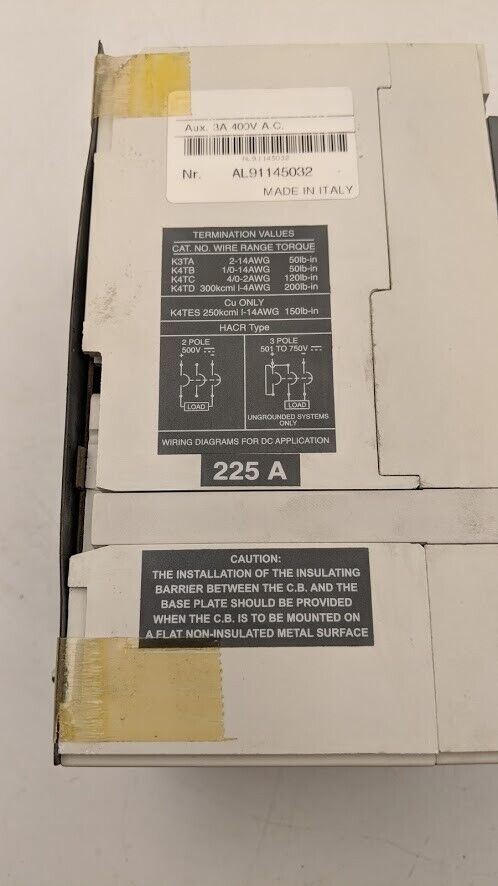 Aux. 3A 400V A.C.
AL91145032
Nr. AL91145032
MADE IN ITALY
TERMINATION VALUES
CAT. NO. WIRE RANGE TORQUE
K3TA 2-14AWG 50lb-in
K4TB 1/0-14AWG 50lb-in
K4TC 4/0-2AWG 120lb-in
K4TD 300kcmi l-4AWG 200lb-in
Cu ONLY
K4TES 250kcmi l-14AWG 150lb-in
HACR Type
2 POLE
500V
+ -
LOAD
3 POLE
501 TO 750V
+ -
LOAD
UNGROUNDED SYSTEMS
ONLY
WIRING DIAGRAMS FOR DC APPLICATION
225 A
CAUTION:
THE INSTALLATION OF THE INSULATING
BARRIER BETWEEN THE C.B. AND THE
BASE PLATE SHOULD BE PROVIDED
WHEN THE C.B. IS TO BE MOUNTED ON
A FLAT NON-INSULATED METAL SURFACE